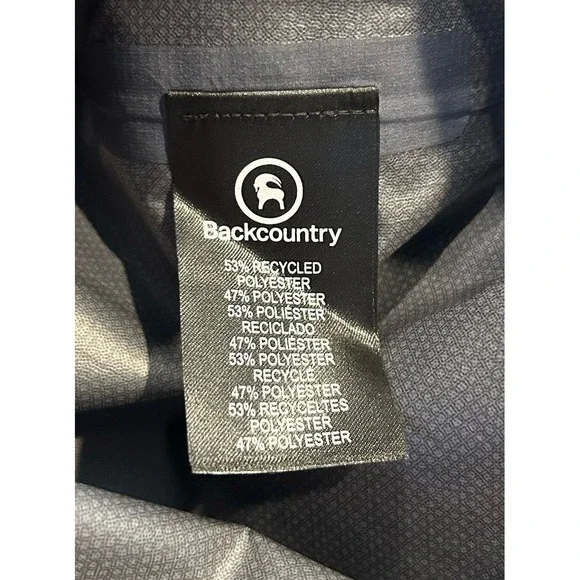 Backcountry
53% RECYCLED
POLYESTER
47% POLYESTER
53% POLIÉSTER
RECICLADO
47% POLIÉSTER
53% POLYESTER
RECYCLÉ
47% POLYESTER
53% RECYCELTES
POLYESTER
47% POLYESTER